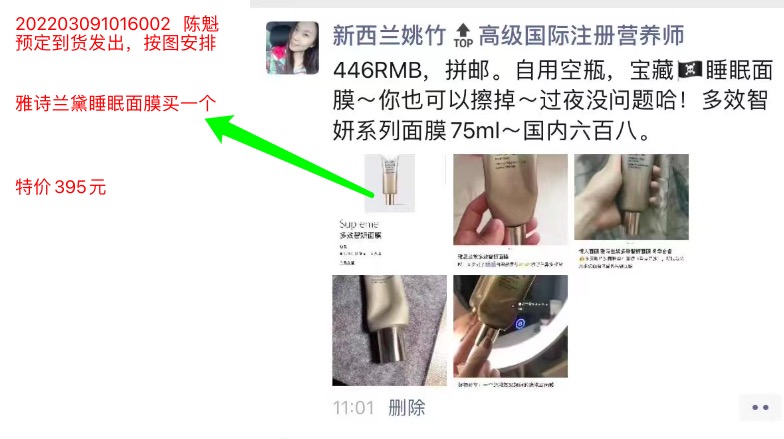 202203091016002 陈魁
预定到货发出，按图安排
雅诗兰黛睡眠面膜买一个
特价395元
新西兰姚竹🔝高级国际注册营养师
446RMB，拼邮。自用空瓶，宝藏🏴‍☠️睡眠面
膜～你也可以擦掉～过夜没问题哈！多效智
妍系列面膜75ml～国内六百八。
Supreme
多效智妍面膜
11:01 删除